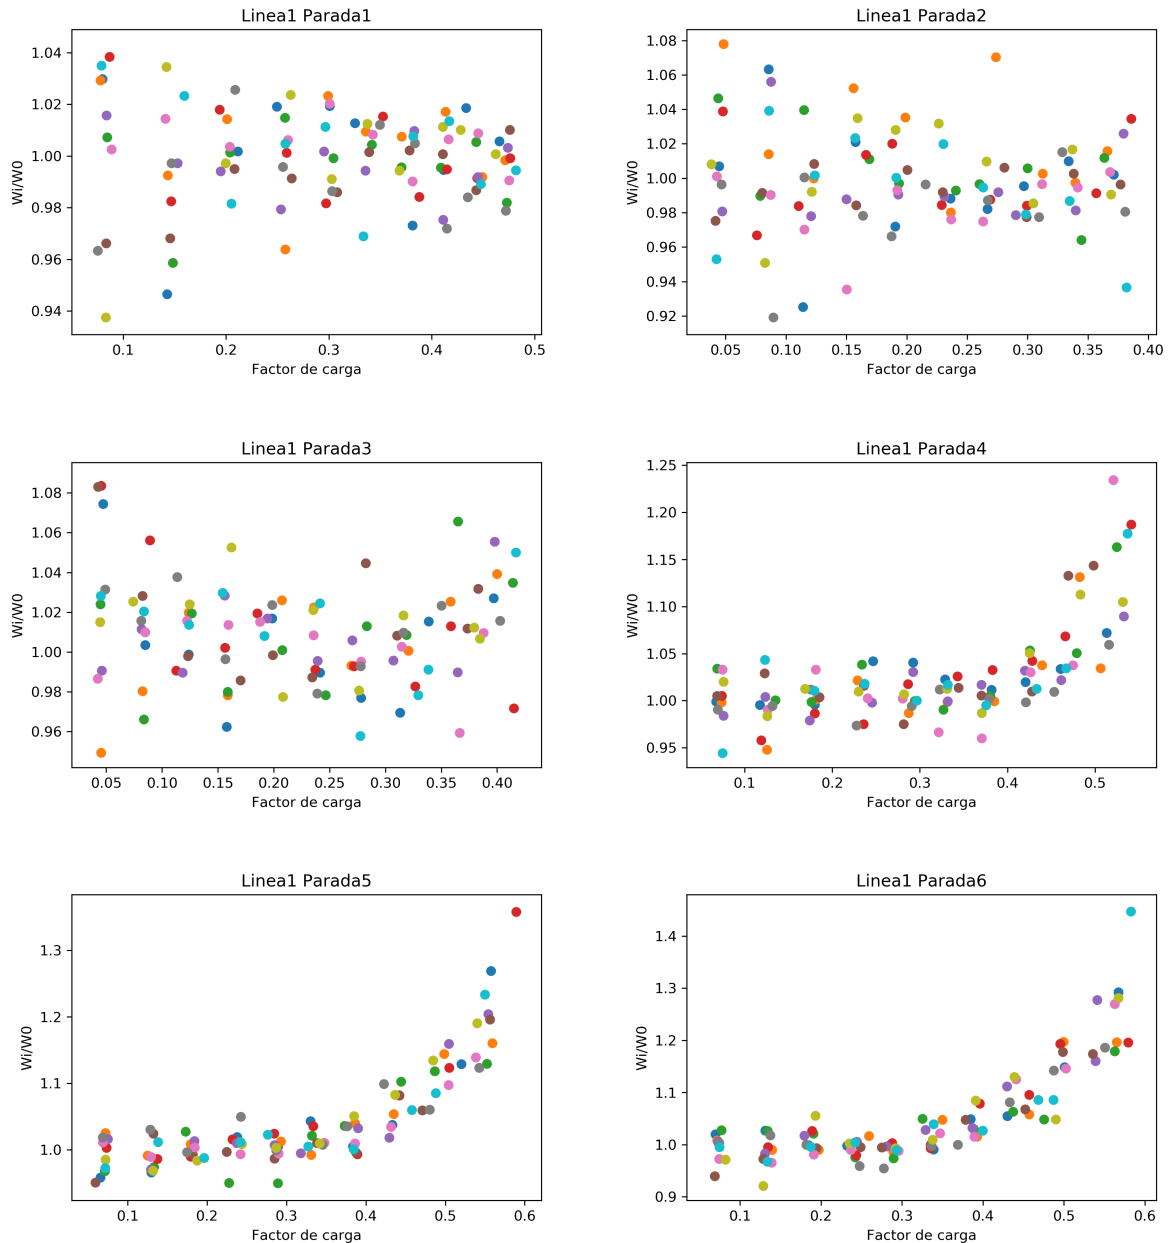 Linea1 Parada1
1.04
1.02
1.00
0.98
0.96
0.94
Wi/W0
0.1 0.2 0.3 0.4 0.5
Factor de carga
Linea1 Parada2
1.08
1.06
1.04
1.02
1.00
0.98
0.96
0.94
0.92
Wi/W0
0.05 0.10 0.15 0.20 0.25 0.30 0.35 0.40
Factor de carga
Linea1 Parada3
1.08
1.06
1.04
1.02
1.00
0.98
0.96
Wi/W0
0.05 0.10 0.15 0.20 0.25 0.30 0.35 0.40
Factor de carga
Linea1 Parada4
1.25
1.20
1.15
1.10
1.05
1.00
0.95
Wi/W0
0.1 0.2 0.3 0.4 0.5
Factor de carga
Linea1 Parada5
1.3
1.2
1.1
1.0
Wi/W0
0.1 0.2 0.3 0.4 0.5 0.6
Factor de carga
Linea1 Parada6
1.4
1.3
1.2
1.1
1.0
0.9
Wi/W0
0.1 0.2 0.3 0.4 0.5 0.6
Factor de carga